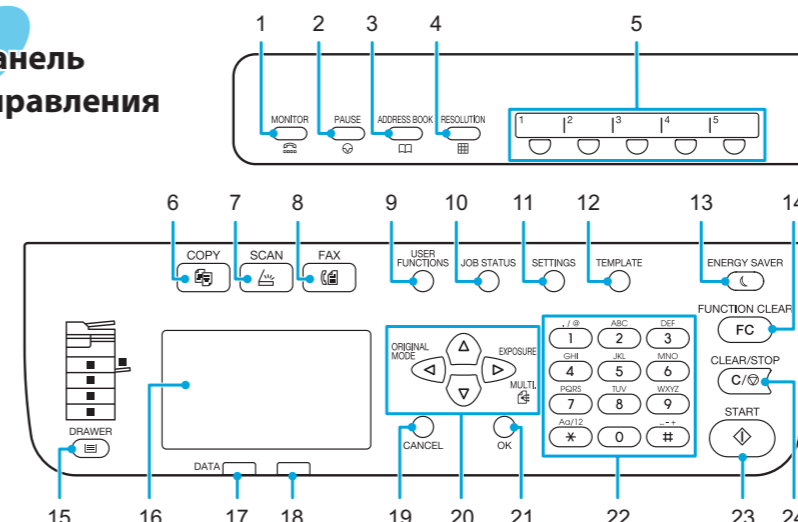 анель
правления
1 2 3 4 5
MONITOR PAUSE ADDRESS BOOK RESOLUTION
1 2 3 4 5
6 7 8 9 10 11 12 13 14
COPY SCAN FAX USER FUNCTIONS JOB STATUS SETTINGS TEMPLATE ENERGY SAVER
FUNCTION CLEAR
FC
ORIGINAL MODE EXPOSURE
MULTI.
. / @ ABC DEF
1 2 3
GHI JKL MNO
4 5 6
PQRS TUV WXYZ
7 8 9
Aα/12 _ - +
* 0 #
CLEAR/STOP
C/
START
DRAWER
CANCEL OK
DATA
15 16 17 18 19 20 21 22 23 24